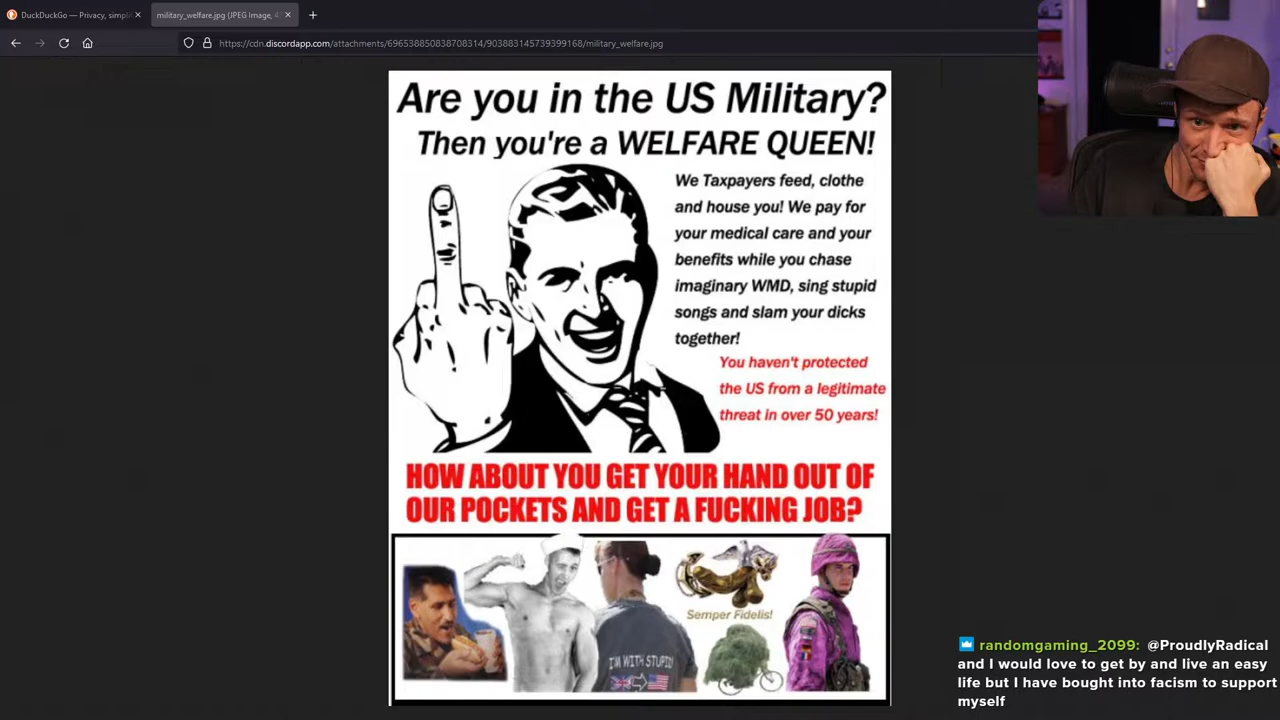 DuckDuckGo — Privacy, simpl
military_welfare.jpg (JPEG Image, 4
https://cdn.discordapp.com/attachments/696538850838708314/903883145739399168/military_welfare.jpg
Are you in the US Military?
Then you're a WELFARE QUEEN!
We Taxpayers feed, clothe
and house you! We pay for
your medical care and your
benefits while you chase
imaginary WMD, sing stupid
songs and slam your dicks
together!
You haven't protected
the US from a legitimate
threat in over 50 years!
HOW ABOUT YOU GET YOUR HAND OUT OF
OUR POCKETS AND GET A FUCKING JOB?
Semper Fidelis!
I'M WITH STUPID
randomgaming_2099: @ProudlyRadical
and I would love to get by and live an easy
life but I have bought into facism to support
myself